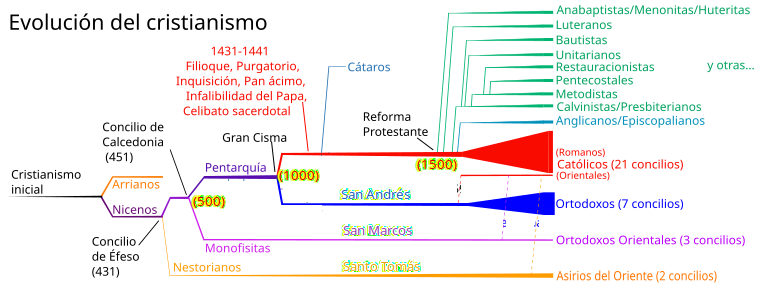 Evolución del cristianismo
Anabaptistas/Menonitas/Huteritas
Luteranos
Bautistas
Unitarianos
Restauracionistas
y otras...
Pentecostales
Metodistas
Calvinistas/Presbiterianos
Anglicanos/Episcopalianos
1431-1441
Filioque, Purgatorio,
Inquisición, Pan ácimo,
Infalibilidad del Papa,
Celibato sacerdotal
Cátaros
Reforma
Protestante
Concilio de
Calcedonia
(451)
Gran Cisma
(1500)
(Romanos)
Católicos (21 concilios)
(Orientales)
Cristianismo
inicial
Arrianos
Pentarquía
(1000)
Nicenos
(500)
San Andrés
Ortodoxos (7 concilios)
San Marcos
Concilio
de Éfeso
(431)
Monofisitas
Ortodoxos Orientales (3 concilios)
Nestorianos
Santo Tomás
Asirios del Oriente (2 concilios)